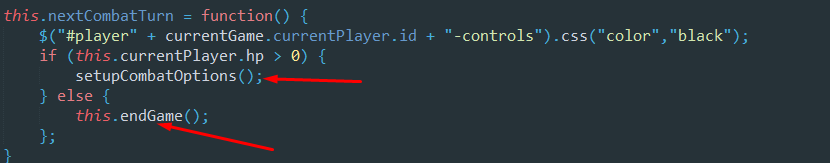 this.nextCombatTurn = function() {
$("#player" + currentGame.currentPlayer.id + "-controls").css("color","black");
if (this.currentPlayer.hp > 0) {
setupCombatOptions();
} else {
this.endGame();
};
}